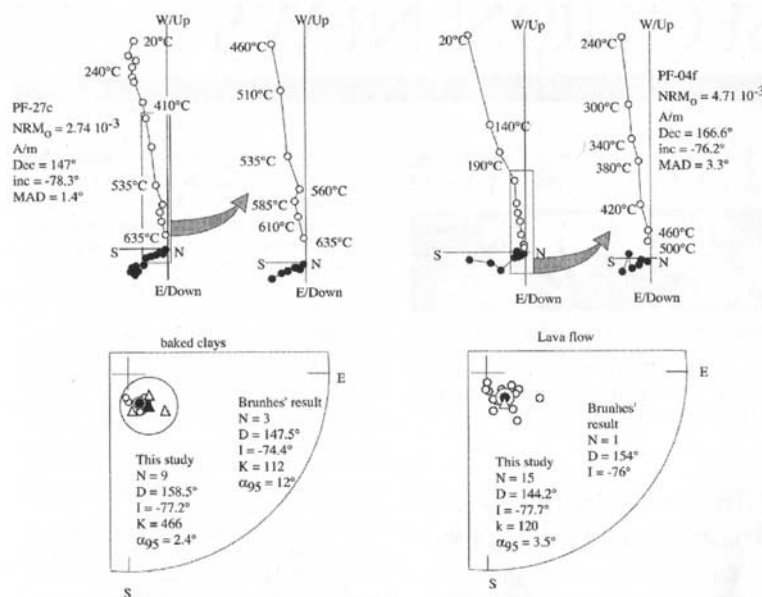 W/Up
20°C
240°C
410°C
PF-27c
NRMo = 2.74 10-3
A/m
Dec = 147°
inc = -78.3°
MAD = 1.4°
535°C
635°C
S
N
E/Down
W/Up
460°C
510°C
535°C
560°C
585°C
610°C
635°C
S
N
E/Down
W/Up
20°C
140°C
190°C
S
N
E/Down
W/Up
240°C
PF-04f
NRMo = 4.71 10-3
A/m
Dec = 166.6°
inc = -76.2°
MAD = 3.3°
300°C
340°C
380°C
420°C
460°C
500°C
S
N
E/Down
baked clays
E
Brunhes'
result
N = 3
D = 147.5°
I = -74.4°
K = 112
α95 = 12°
This study
N = 9
D = 158.5°
I = -77.2°
K = 466
α95 = 2.4°
S
Lava flow
E
Brunhes'
result
N = 1
D = 154°
I = -76°
This study
N = 15
D = 144.2°
I = -77.7°
k = 120
α95 = 3.5°
S